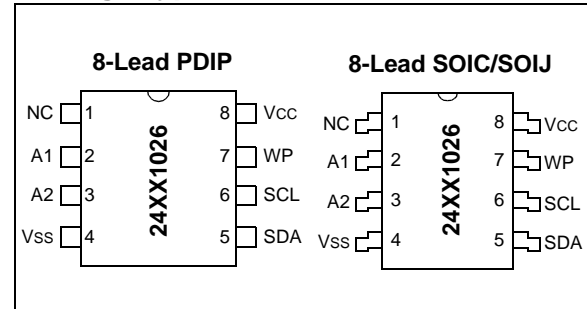 8-Lead PDIP
NC 1 8 VCC
A1 2 7 WP
A2 3 6 SCL
VSS 4 5 SDA
24XX1026
8-Lead SOIC/SOIJ
NC 1 8 VCC
A1 2 7 WP
A2 3 6 SCL
VSS 4 5 SDA
24XX1026